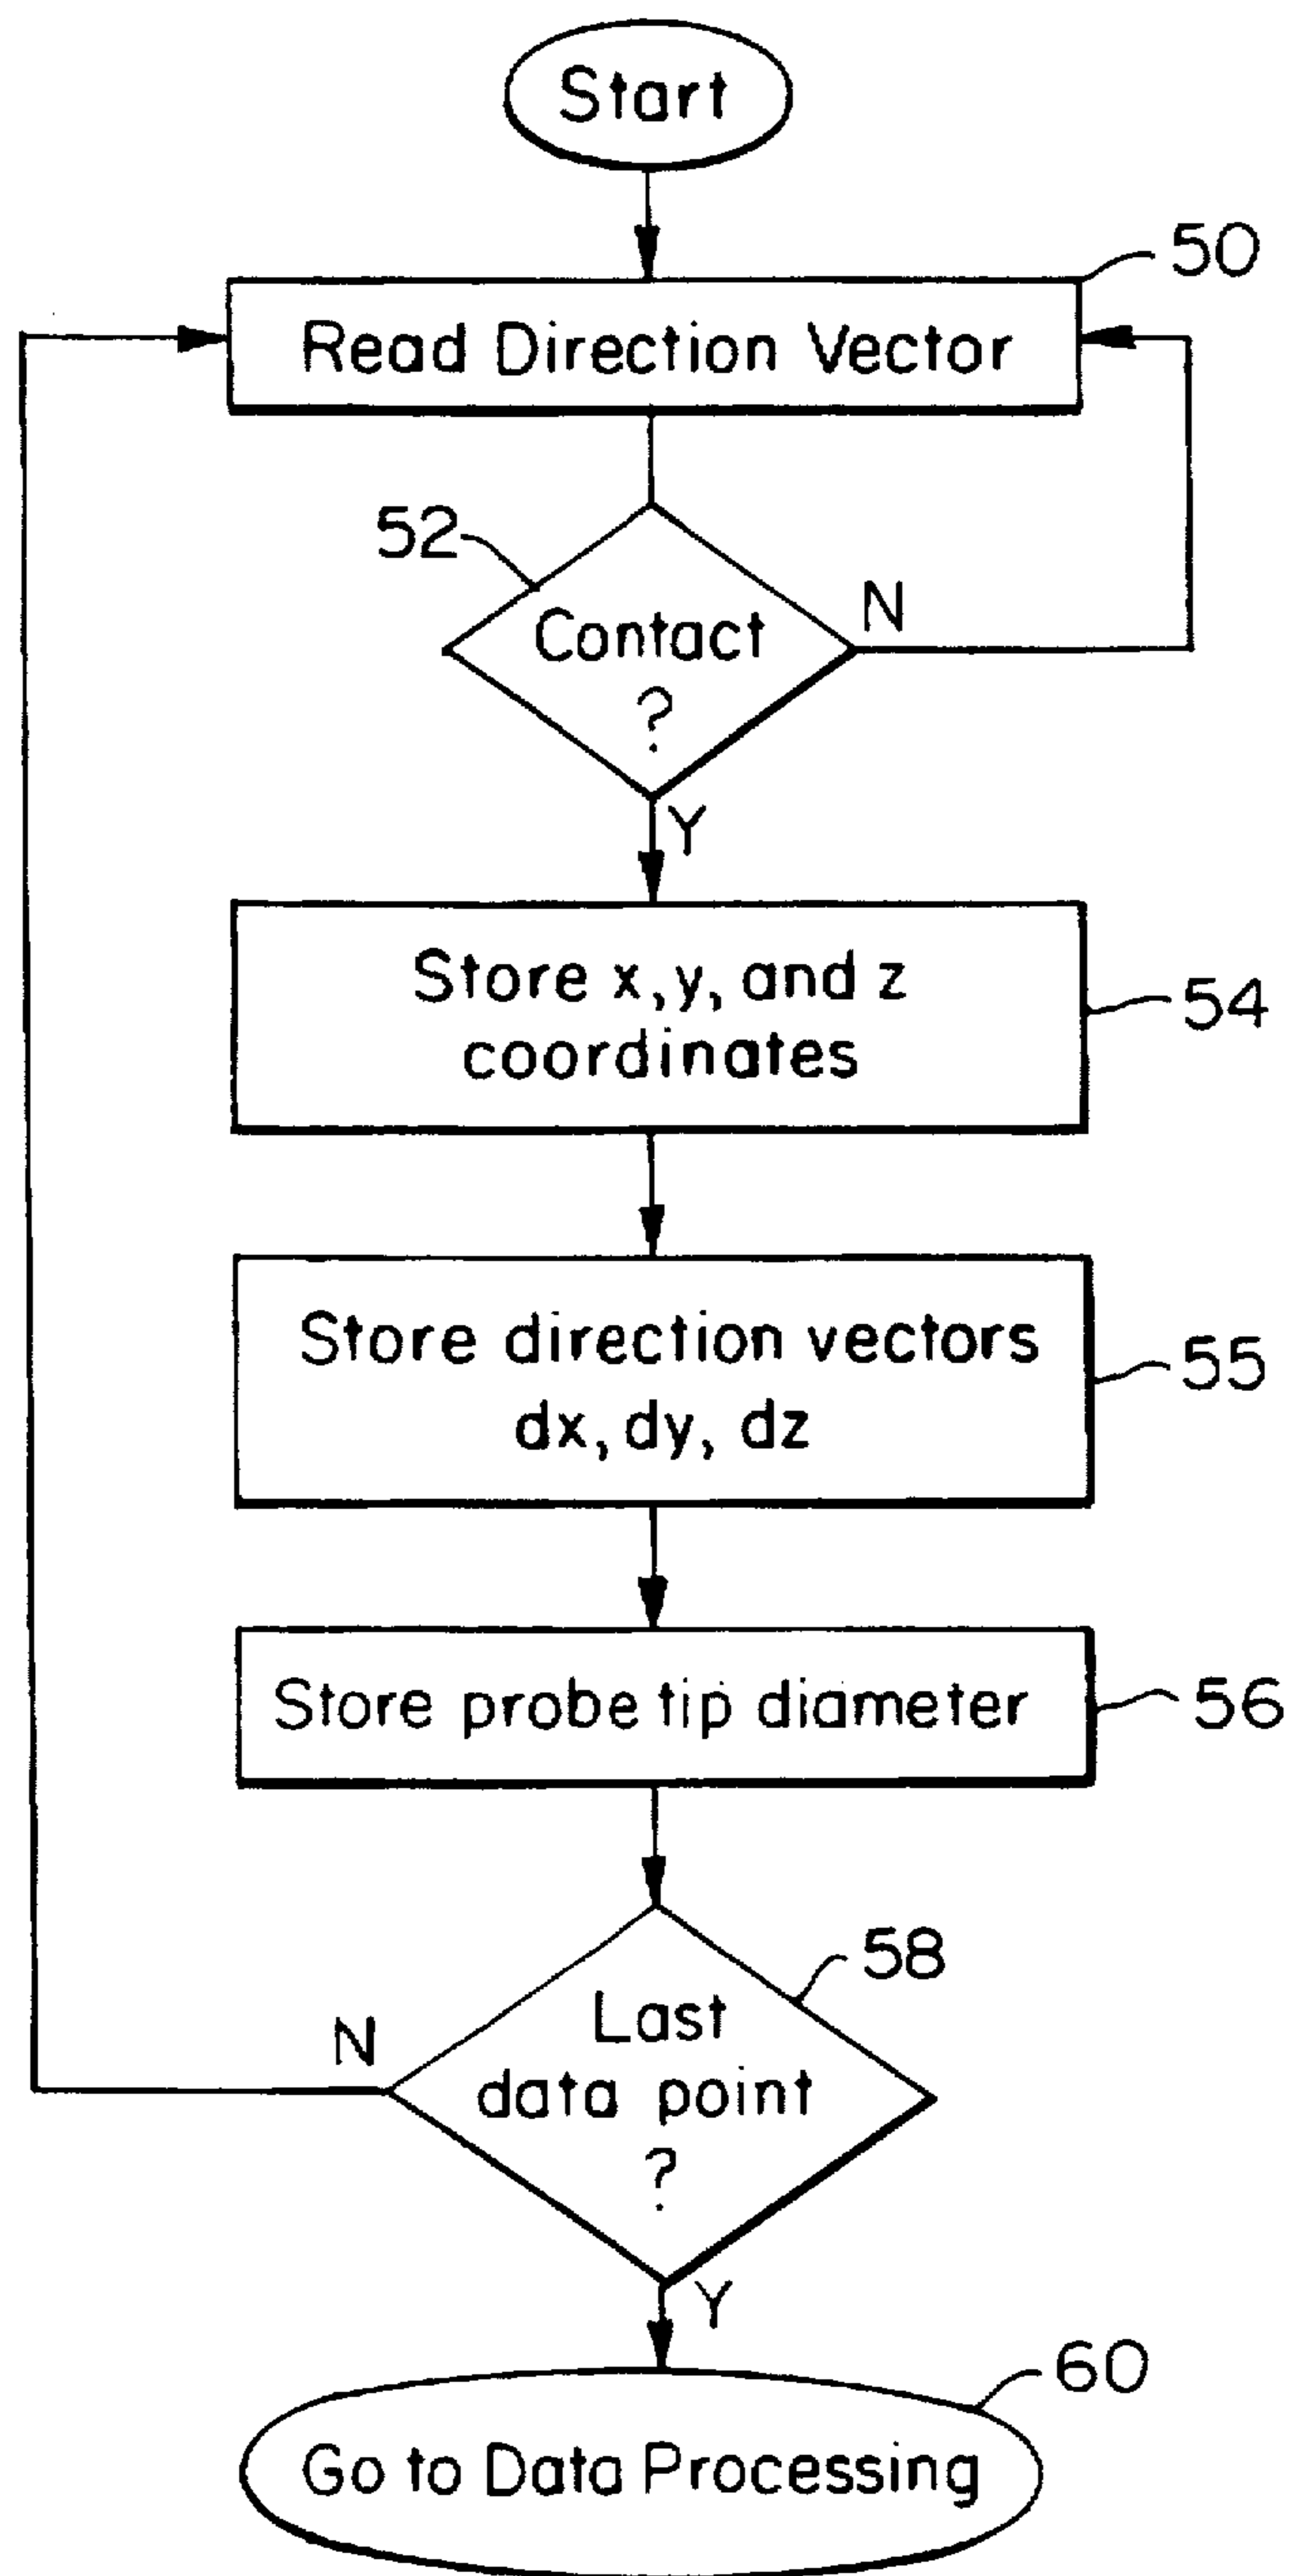 Start
50
Read Direction Vector
52
Contact
?
N
Y
Store x, y, and z
coordinates
54
Store direction vectors
dx, dy, dz
55
Store probe tip diameter
56
58
Last
data point
?
N
Y
60
Go to Data Processing